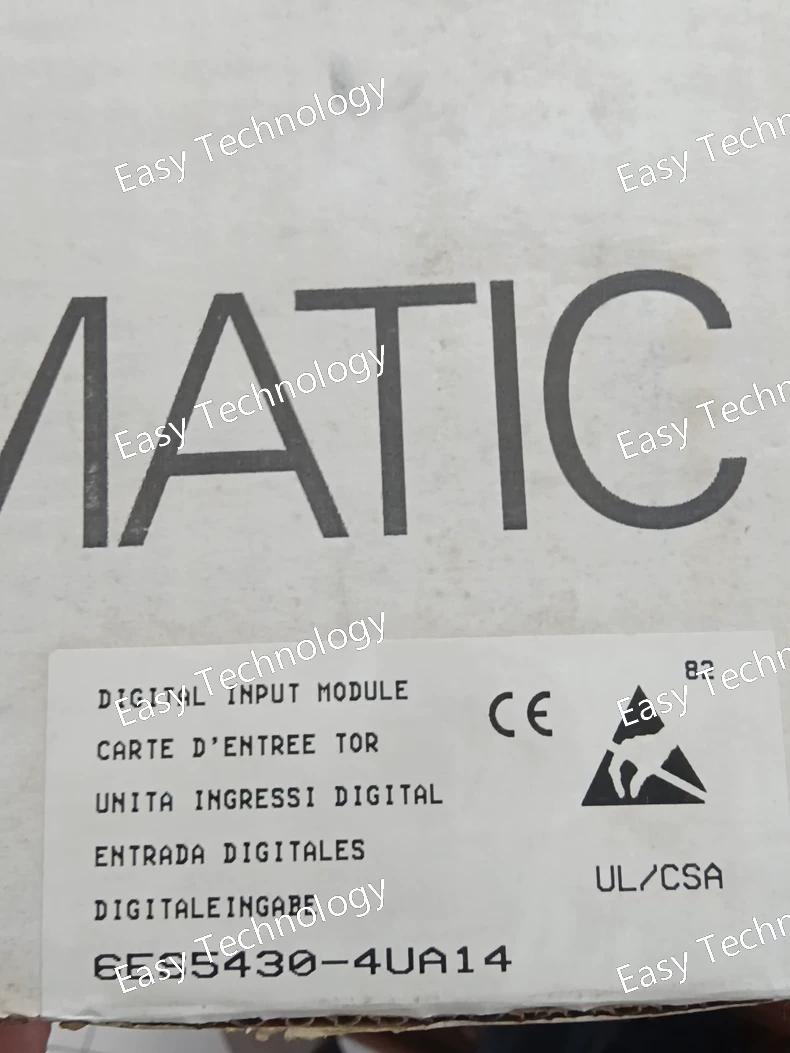 Easy Technology
Easy Techn
MATIC
Easy Technology
Easy Techn
Easy Technology
82
DIGITAL INPUT MODULE
CE
Easy Techn
CARTE D'ENTREE TOR
UNITA INGRESSI DIGITAL
ENTRADA DIGITALES
UL/CSA
DIGITALEINGABE
Easy Technology
6ES5430-4UA14
Easy Techn